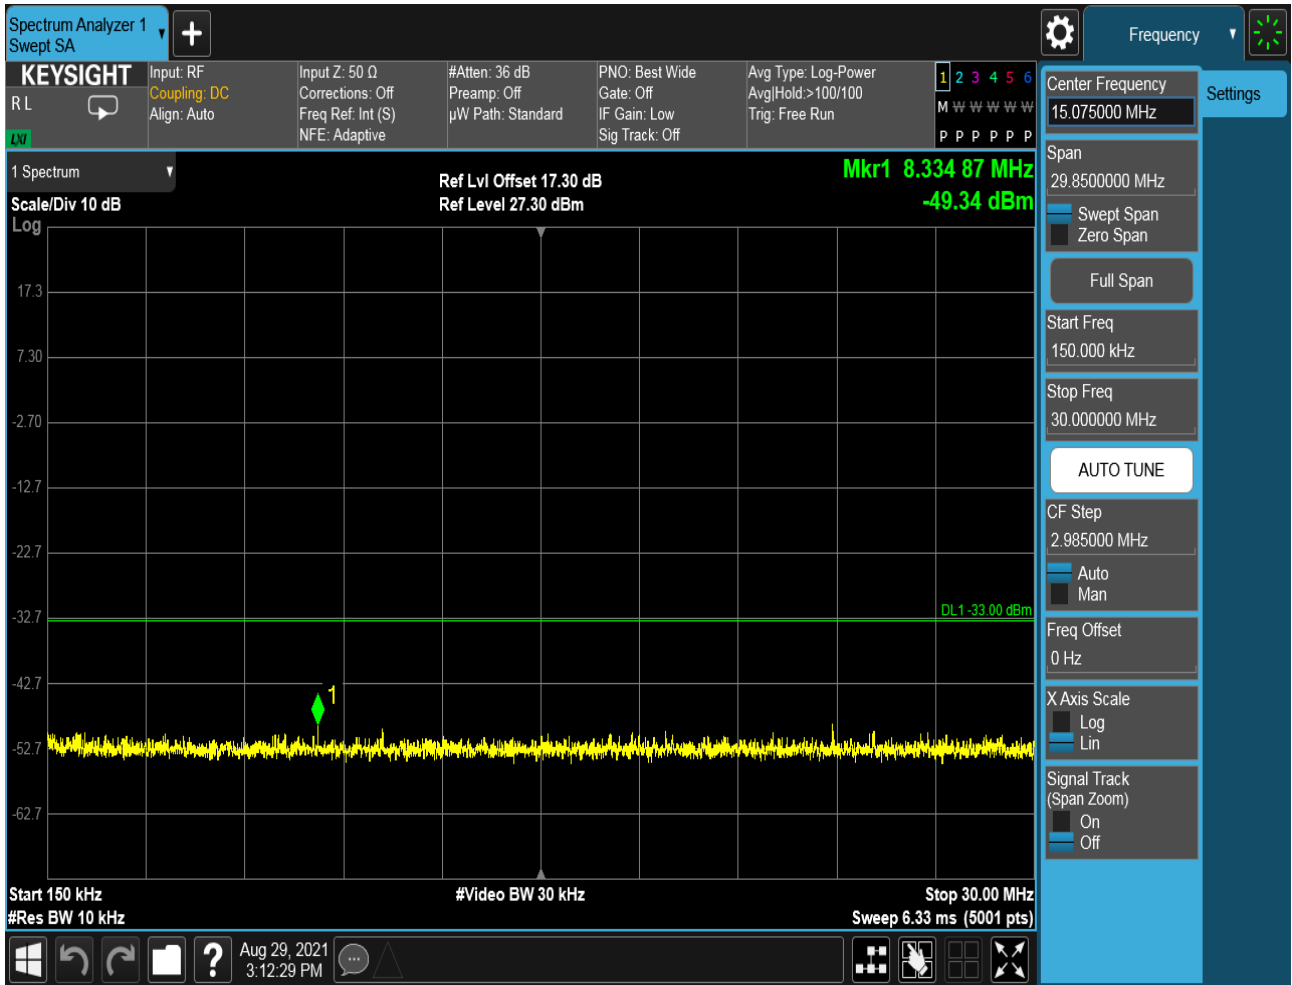 Spectrum Analyzer 1
Swept SA
+
Frequency
KEYSIGHT
R L
LXI
Input: RF
Coupling: DC
Align: Auto
Input Z: 50 Ω
Corrections: Off
Freq Ref: Int (S)
NFE: Adaptive
#Atten: 36 dB
Preamp: Off
µW Path: Standard
PNO: Best Wide
Gate: Off
IF Gain: Low
Sig Track: Off
Avg Type: Log-Power
Avg|Hold:>100/100
Trig: Free Run
1 2 3 4 5 6
M W W W W W
P P P P P P
1 Spectrum
Scale/Div 10 dB
Log
Ref Lvl Offset 17.30 dB
Ref Level 27.30 dBm
Mkr1 8.334 87 MHz
-49.34 dBm
17.3
7.30
-2.70
-12.7
-22.7
-32.7
-42.7
-52.7
-62.7
DL1 -33.00 dBm
1
Start 150 kHz
#Res BW 10 kHz
#Video BW 30 kHz
Stop 30.00 MHz
Sweep 6.33 ms (5001 pts)
Center Frequency
15.075000 MHz
Span
29.8500000 MHz
Swept Span
Zero Span
Full Span
Start Freq
150.000 kHz
Stop Freq
30.000000 MHz
AUTO TUNE
CF Step
2.985000 MHz
Auto
Man
Freq Offset
0 Hz
X Axis Scale
Log
Lin
Signal Track
(Span Zoom)
On
Off
Settings
?
Aug 29, 2021
3:12:29 PM